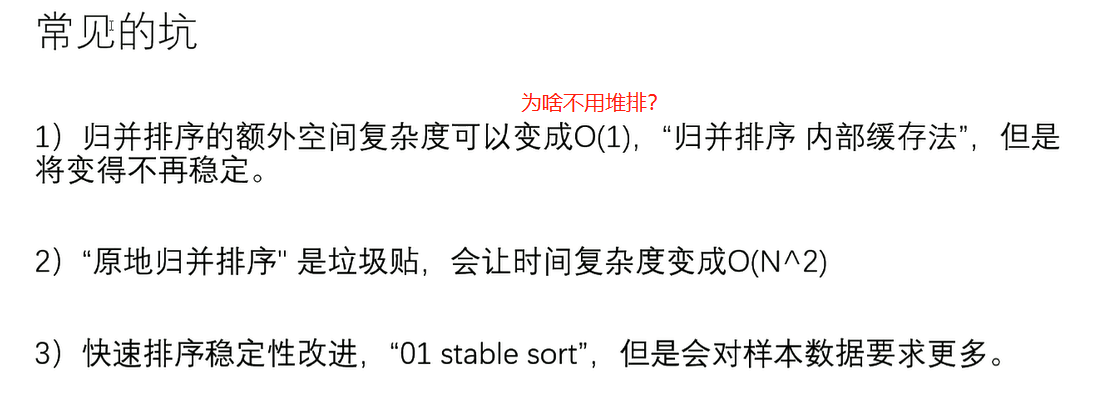 常见的坑
为啥不用堆排?
1）归并排序的额外空间复杂度可以变成O(1)，“归并排序 内部缓存法”，但是
将变得不再稳定。
2）“原地归并排序" 是垃圾贴，会让时间复杂度变成O(N^2)
3）快速排序稳定性改进，“01 stable sort”，但是会对样本数据要求更多。